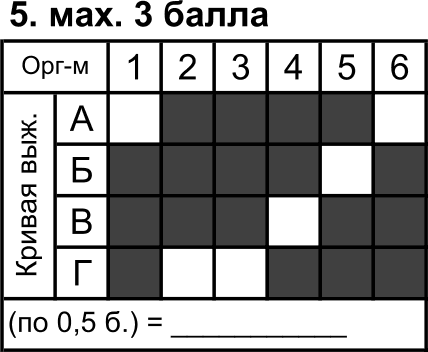 5. мах. 3 балла
Орг-м 1 2 3 4 5 6
Кривая выж.
А
Б
В
Г
(по 0,5 б.) = ____________